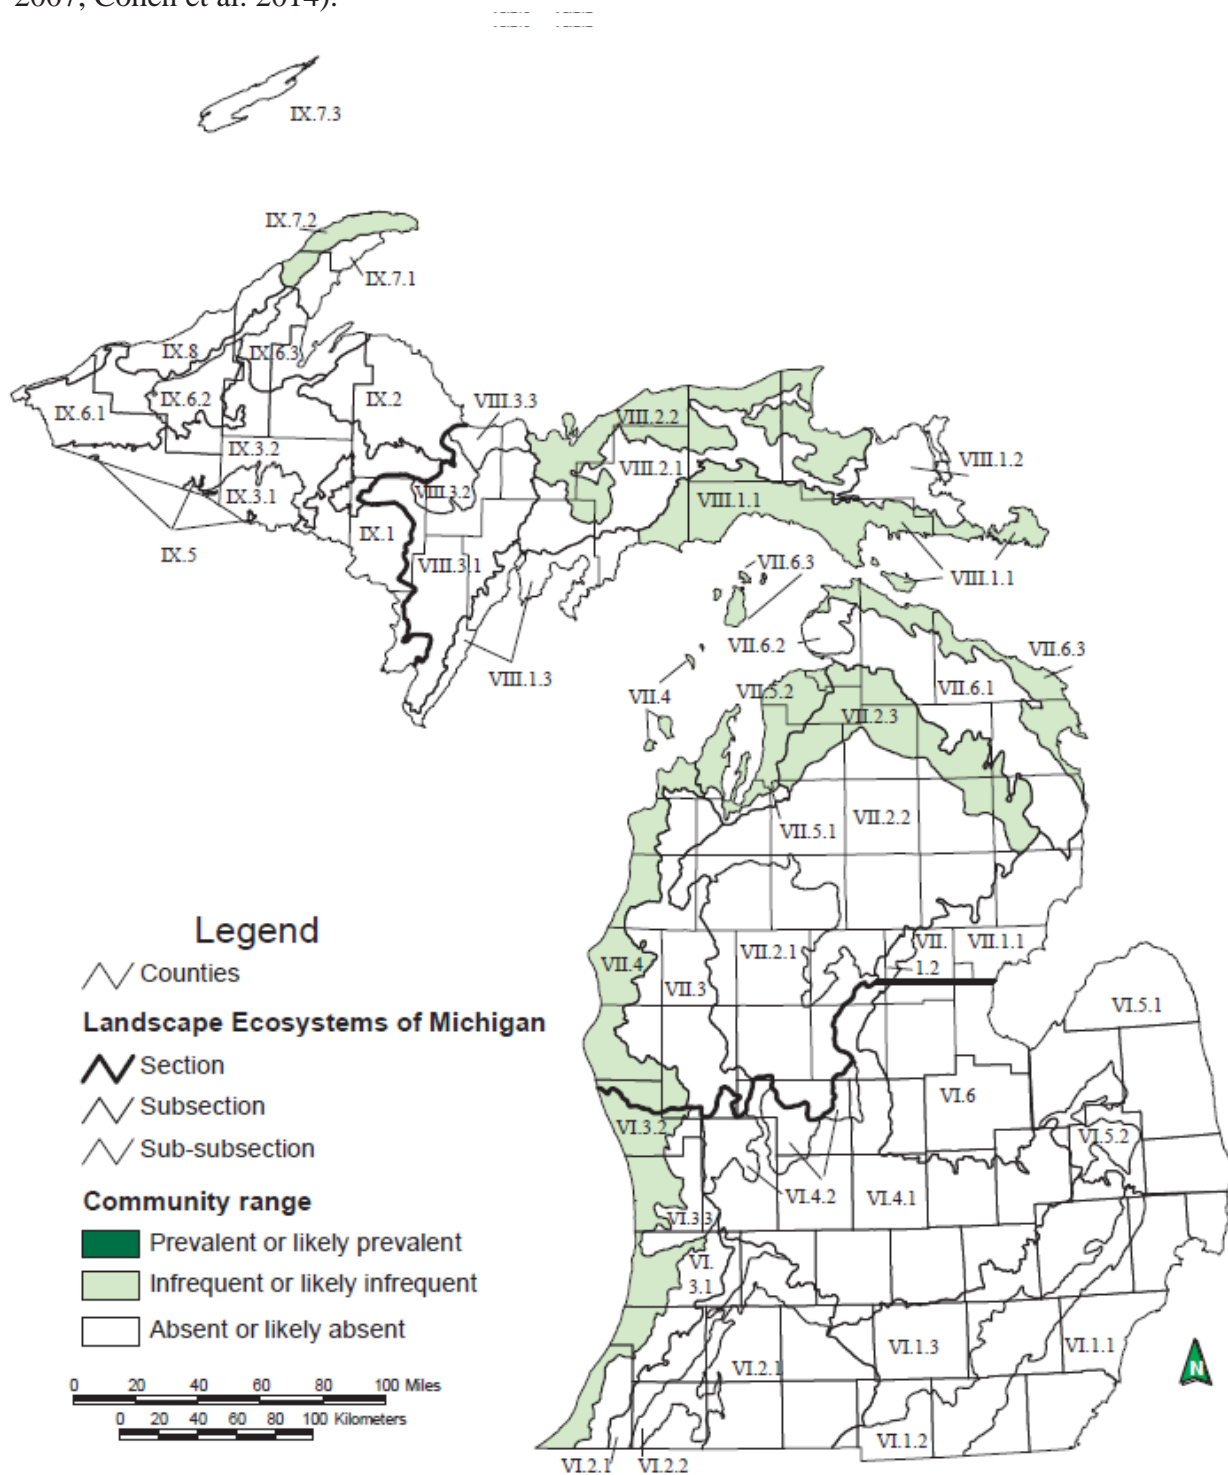 2007, Cohen et al. 2014).
IX.7.3
IX.7.2
IX.7.1
IX.8
IX.6.3
IX.6.1
IX.6.2
IX.2
VIII.3.3
VIII.2.2
IX.3.2
VIII.2.1
VIII.1.2
IX.3.1
VIII.3.2
VIII.1.1
IX.1
IX.5
VIII.3.1
VII.6.3
VIII.1.1
VII.6.2
VII.6.3
VIII.1.3
VII.4
VII.5.2
VII.6.1
VII.2.3
VII.5.1
VII.2.2
VII.2.1
VII.
1.2
VII.1.1
VII.4
VII.3
VI.5.1
VI.6
VI.3.2
VI.5.2
VI.4.2
VI.4.1
VI.3.3
VI.
3.1
VI.1.3
VI.1.1
VI.2.1
VI.1.2
VI.2.1
VI.2.2
Legend
Counties
Landscape Ecosystems of Michigan
Section
Subsection
Sub-subsection
Community range
Prevalent or likely prevalent
Infrequent or likely infrequent
Absent or likely absent
0 20 40 60 80 100 Miles
0 20 40 60 80 100 Kilometers
N